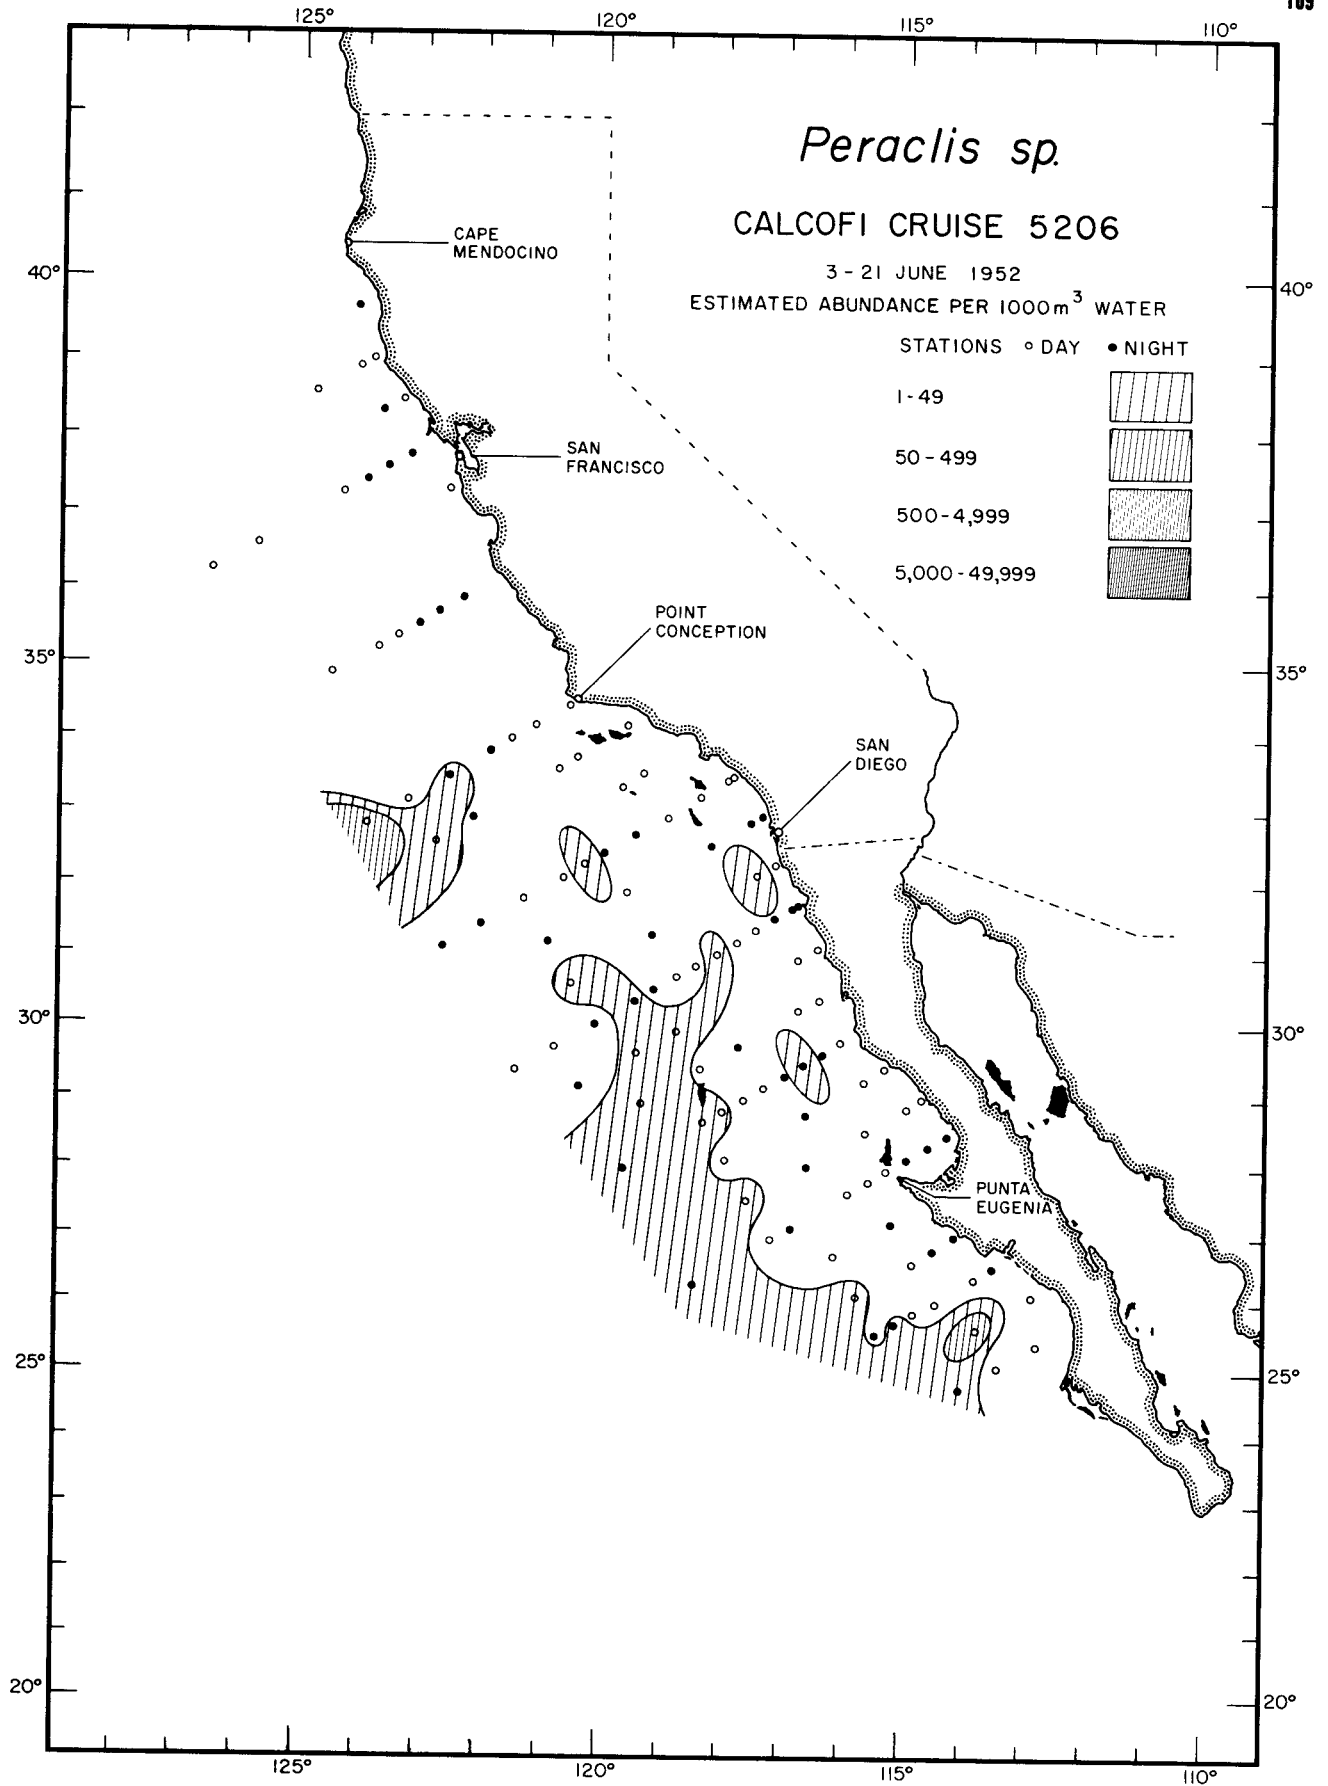 109
125° 120° 115° 110°
Peraclis sp.
CALCOFI CRUISE 5206
3-21 JUNE 1952
ESTIMATED ABUNDANCE PER 1000m³ WATER
STATIONS ○ DAY ● NIGHT
1-49
50-499
500-4,999
5,000-49,999
CAPE
MENDOCINO
40° 40°
SAN
FRANCISCO
POINT
CONCEPTION
35° 35°
SAN
DIEGO
30° 30°
PUNTA
EUGENIA
25° 25°
20° 20°
125° 120° 115° 110°